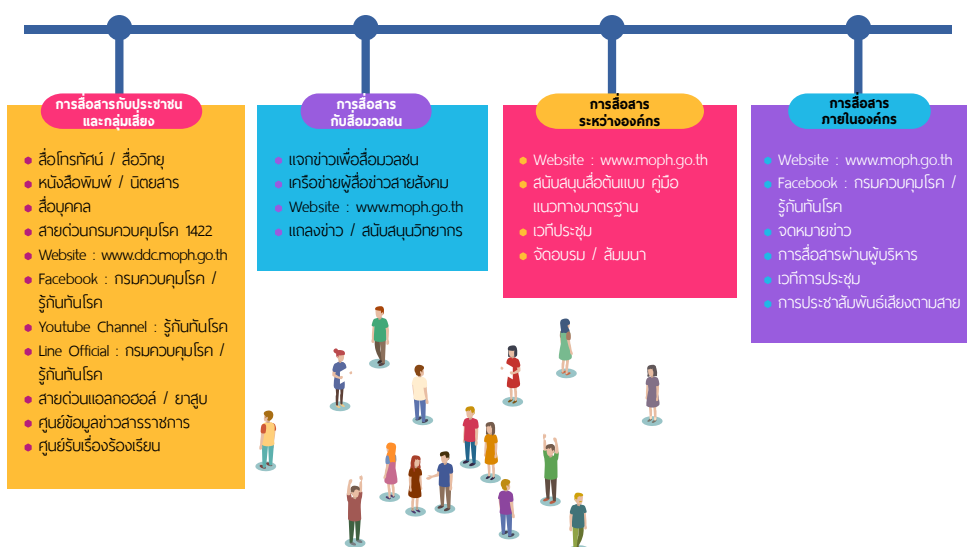 การสื่อสารกับประชาชน
และกลุ่มเสี่ยง
สื่อโทรทัศน์ / สื่อวิทยุ
หนังสือพิมพ์ / นิตยสาร
สื่อบุคคล
สายด่วนกรมควบคุมโรค 1422
Website : www.ddc.moph.go.th
Facebook : กรมควบคุมโรค /
รู้กันทันโรค
Youtube Channel : รู้กันทันโรค
Line Official : กรมควบคุมโรค /
รู้กันทันโรค
สายด่วนแอลกอฮอล์ / ยาสูบ
ศูนย์ข้อมูลข่าวสารราชการ
ศูนย์รับเรื่องร้องเรียน
การสื่อสาร
กับสื่อมวลชน
แจกข่าวเพื่อสื่อมวลชน
เครือข่ายผู้สื่อข่าวสายสังคม
Website : www.moph.go.th
แถลงข่าว / สนับสนุนวิทยากร
การสื่อสาร
ระหว่างองค์กร
Website : www.moph.go.th
สนับสนุนสื่อต้นแบบ คู่มือ
แนวทางมาตรฐาน
เวทีประชุม
จัดอบรม / สัมมนา
การสื่อสาร
ภายในองค์กร
Website : www.moph.go.th
Facebook : กรมควบคุมโรค /
รู้กันทันโรค
จดหมายข่าว
การสื่อสารผ่านผู้บริหาร
เวทีการประชุม
การประชาสัมพันธ์เสียงตามสาย